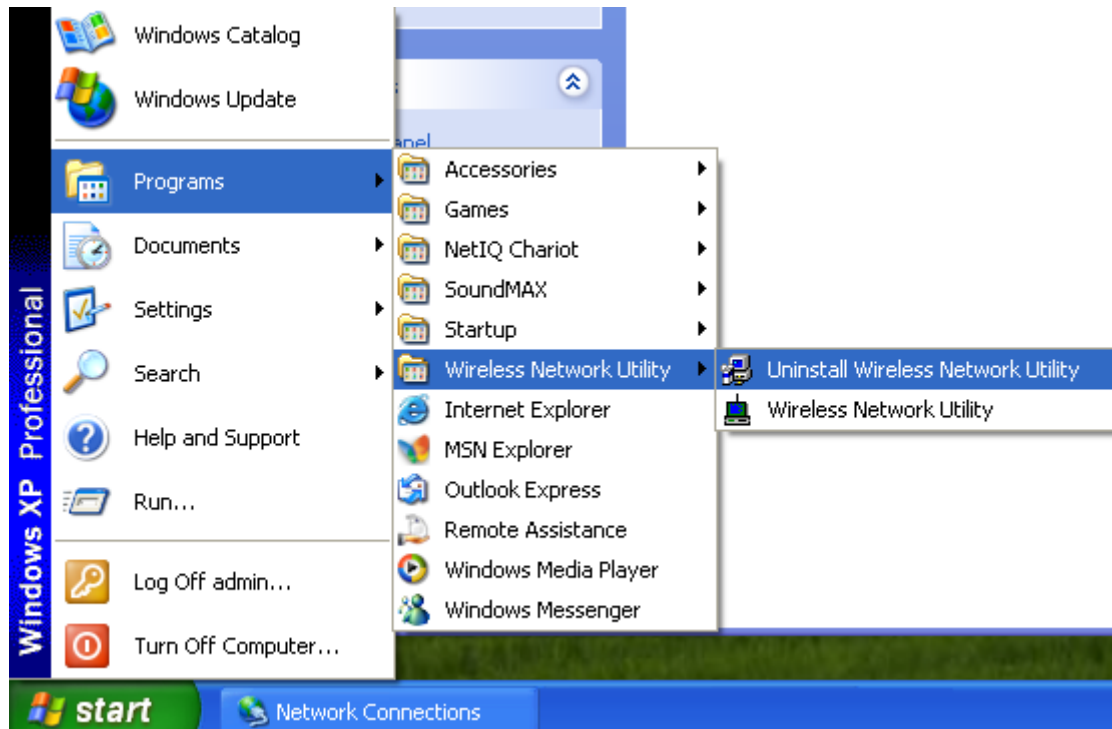 Windows Catalog
Windows Update
Programs
Documents
Settings
Search
Help and Support
Run...
Log Off admin...
Turn Off Computer...
Windows XP Professional
anel
Accessories
Games
NetIQ Chariot
SoundMAX
Startup
Wireless Network Utility
Internet Explorer
MSN Explorer
Outlook Express
Remote Assistance
Windows Media Player
Windows Messenger
Uninstall Wireless Network Utility
Wireless Network Utility
start
Network Connections